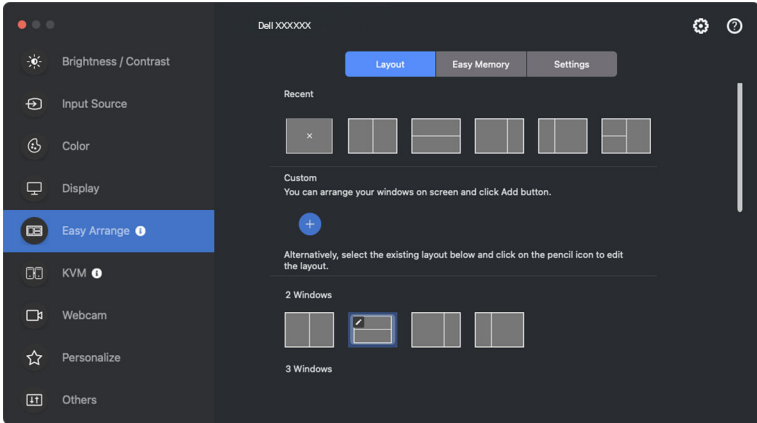 Dell XXXXXX
Brightness / Contrast
Input Source
Color
Display
Easy Arrange
KVM
Webcam
Personalize
Others
Layout
Easy Memory
Settings
Recent
Custom
You can arrange your windows on screen and click Add button.
Alternatively, select the existing layout below and click on the pencil icon to edit
the layout.
2 Windows
3 Windows